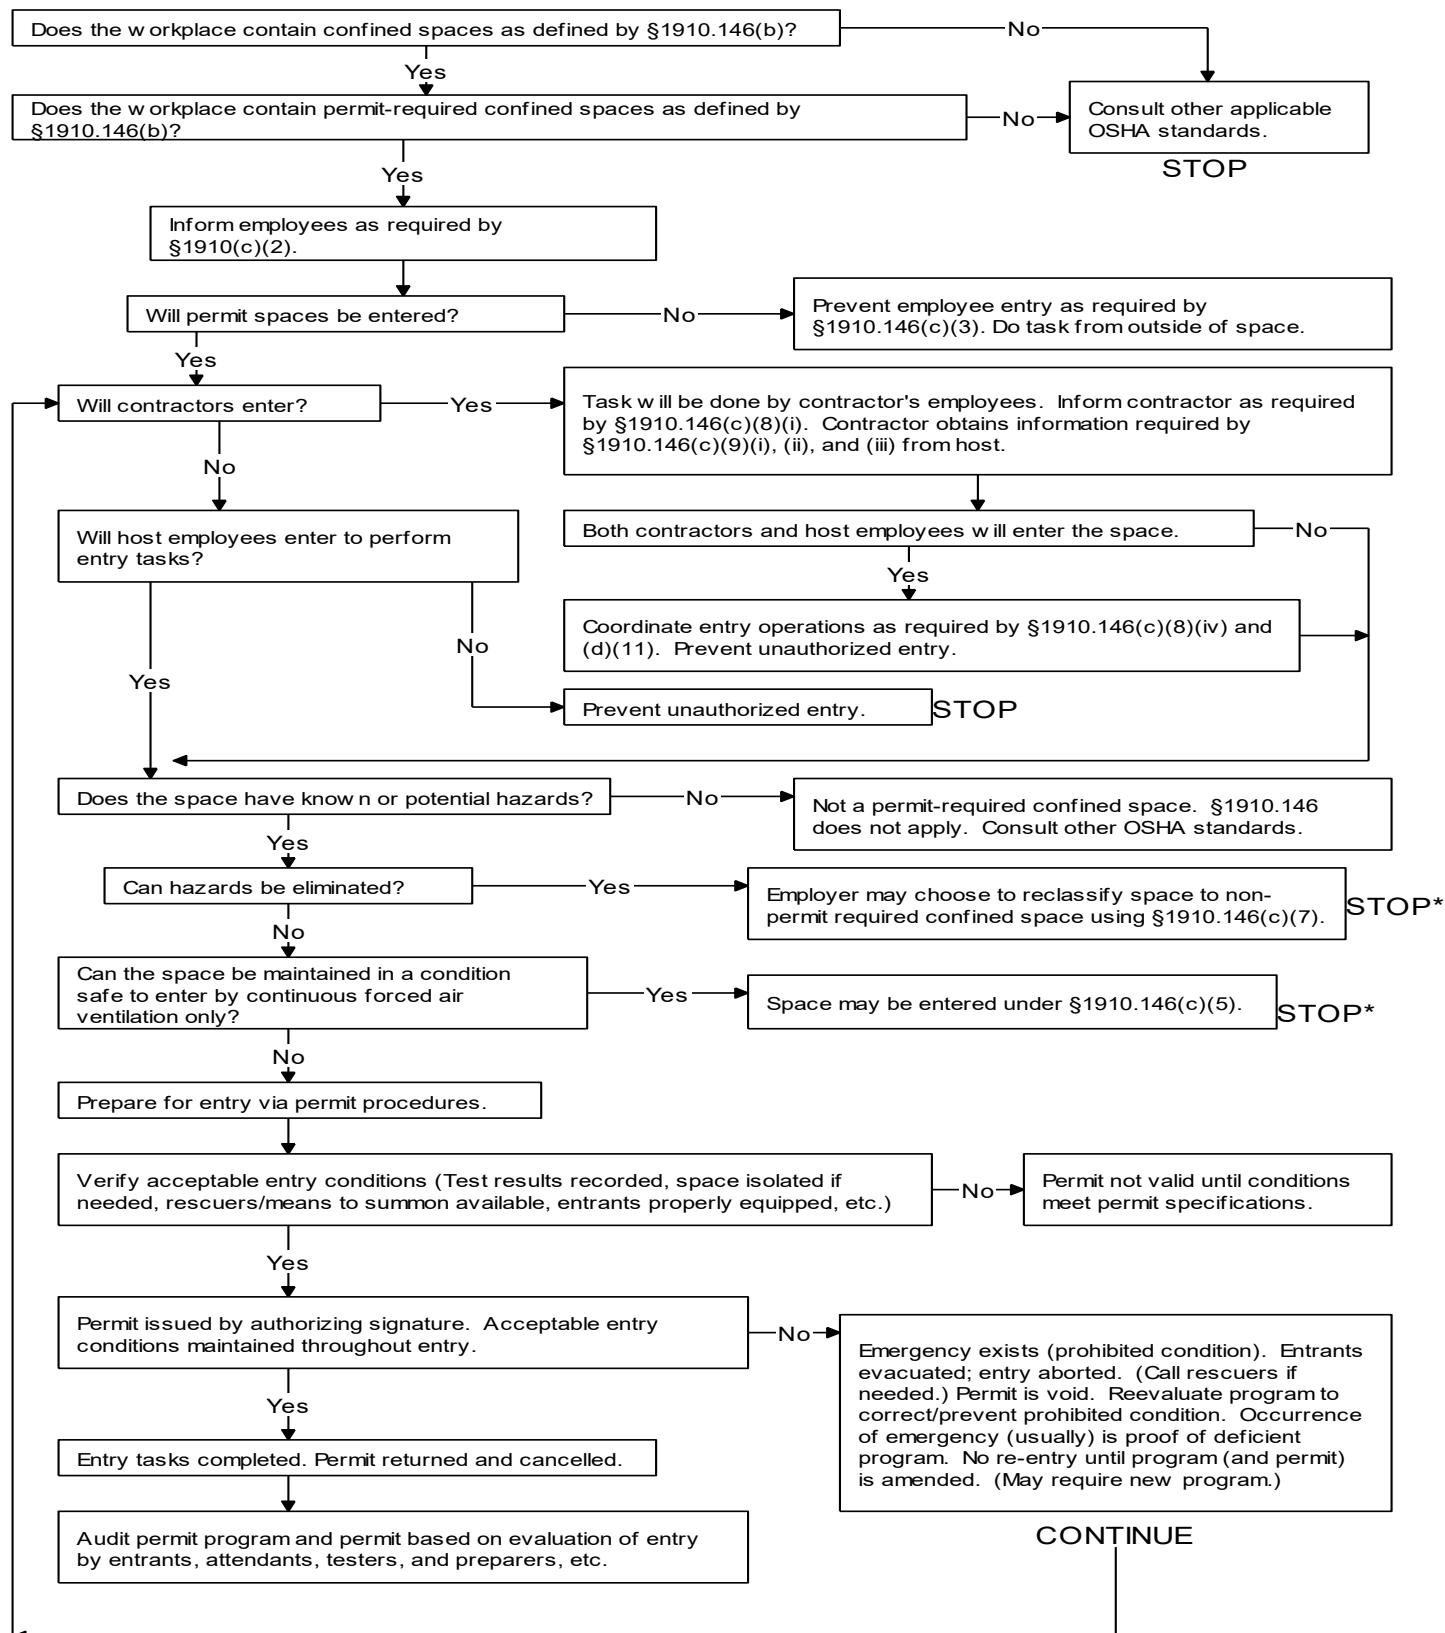 Does the workplace contain confined spaces as defined by §1910.146(b)?
No
Yes
Does the workplace contain permit-required confined spaces as defined by
§1910.146(b)?
No
Consult other applicable
OSHA standards.
STOP
Yes
Inform employees as required by
§1910(c)(2).
Will permit spaces be entered?
No
Prevent employee entry as required by
§1910.146(c)(3). Do task from outside of space.
Yes
Will contractors enter?
Yes
Task will be done by contractor's employees. Inform contractor as required
by §1910.146(c)(8)(i). Contractor obtains information required by
§1910.146(c)(9)(i), (ii), and (iii) from host.
No
Will host employees enter to perform
entry tasks?
Both contractors and host employees will enter the space.
No
Yes
Coordinate entry operations as required by §1910.146(c)(8)(iv) and
(d)(11). Prevent unauthorized entry.
No
Yes
Prevent unauthorized entry.
STOP
Does the space have known or potential hazards?
No
Not a permit-required confined space. §1910.146
does not apply. Consult other OSHA standards.
Yes
Can hazards be eliminated?
Yes
Employer may choose to reclassify space to non-
permit required confined space using §1910.146(c)(7).
STOP*
No
Can the space be maintained in a condition
safe to enter by continuous forced air
ventilation only?
Yes
Space may be entered under §1910.146(c)(5).
STOP*
No
Prepare for entry via permit procedures.
Verify acceptable entry conditions (Test results recorded, space isolated if
needed, rescuers/means to summon available, entrants properly equipped, etc.)
No
Permit not valid until conditions
meet permit specifications.
Yes
Permit issued by authorizing signature. Acceptable entry
conditions maintained throughout entry.
No
Emergency exists (prohibited condition). Entrants
evacuated; entry aborted. (Call rescuers if
needed.) Permit is void. Reevaluate program to
correct/prevent prohibited condition. Occurrence
of emergency (usually) is proof of deficient
program. No re-entry until program (and permit)
is amended. (May require new program.)
CONTINUE
Yes
Entry tasks completed. Permit returned and cancelled.
Audit permit program and permit based on evaluation of entry
by entrants, attendants, testers, and preparers, etc.